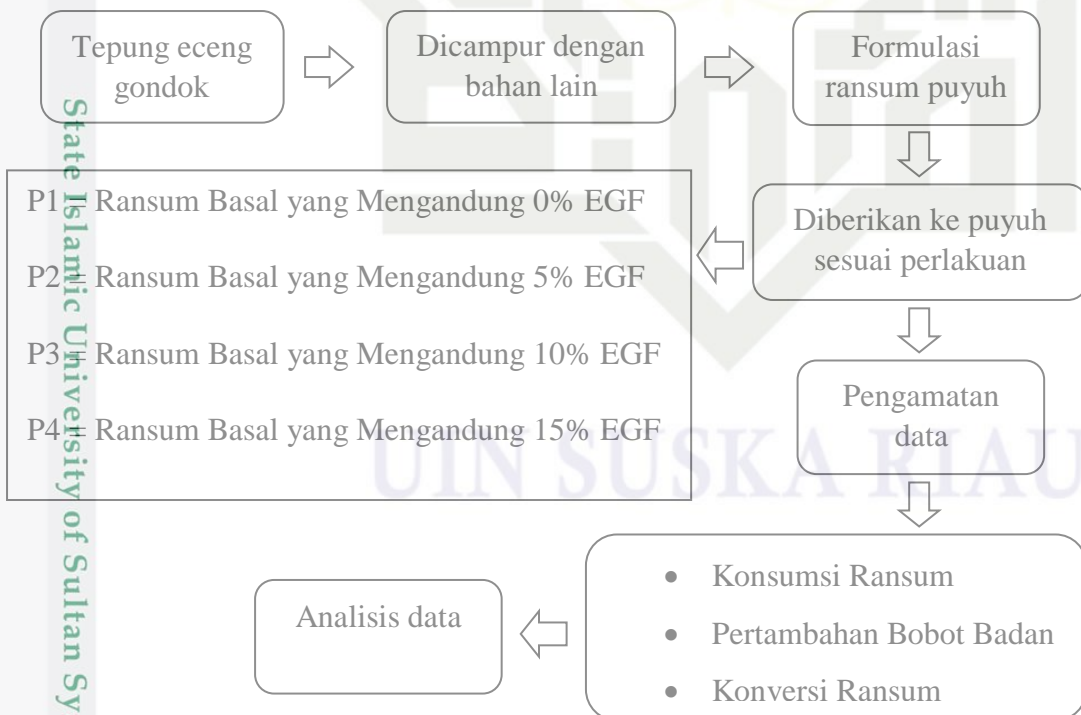 Tepung eceng
gondok
Dicampur dengan
bahan lain
Formulasi
ransum puyuh
Diberikan ke puyuh
sesuai perlakuan
P1 = Ransum Basal yang Mengandung 0% EGF
P2 = Ransum Basal yang Mengandung 5% EGF
P3 = Ransum Basal yang Mengandung 10% EGF
P4 = Ransum Basal yang Mengandung 15% EGF
Pengamatan
data
• Konsumsi Ransum
• Pertambahan Bobot Badan
• Konversi Ransum
Analisis data
State Islamic University of Sultan Sy
UIN SUSKA RIAU